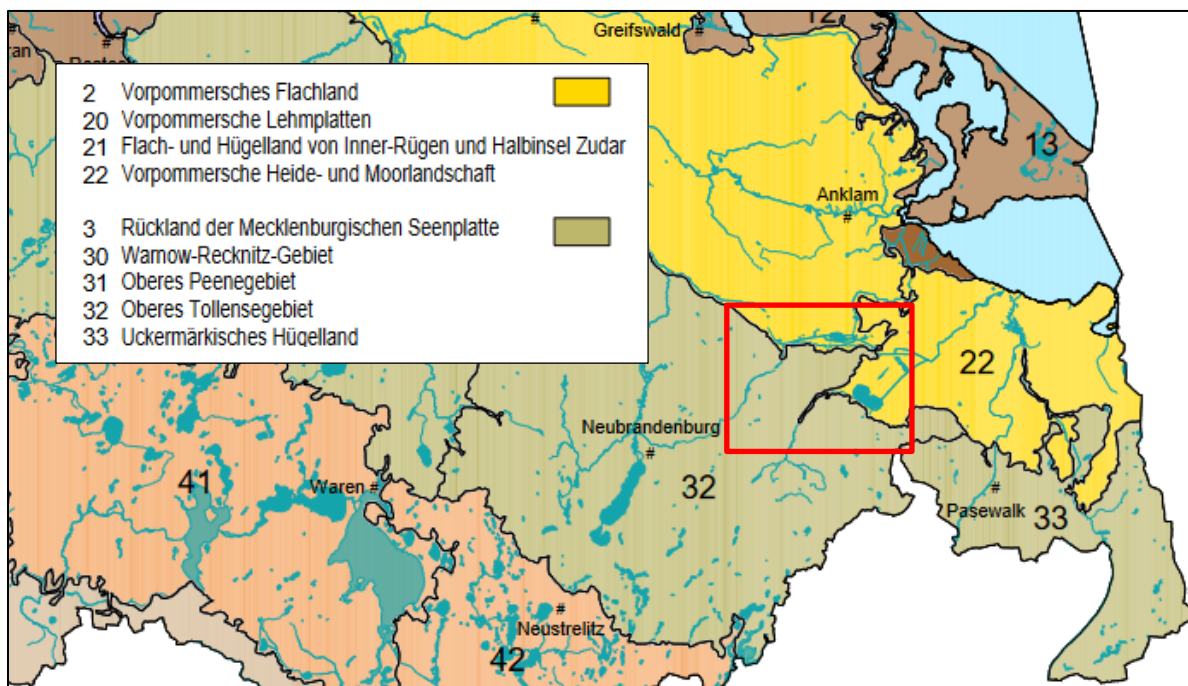 12
Greifswald
2 Vorpommersches Flachland
20 Vorpommersche Lehmplatten
21 Flach- und Hügelland von Inner-Rügen und Halbinsel Zudar
22 Vorpommersche Heide- und Moorlandschaft
3 Rückland der Mecklenburgischen Seenplatte
30 Warnow-Recknitz-Gebiet
31 Oberes Peenegebiet
32 Oberes Tollensegebiet
33 Uckermärkisches Hügelland
13
Anklam
22
Neubrandenburg
41
Waren
32
Pasewalk
33
Neustrelitz
42